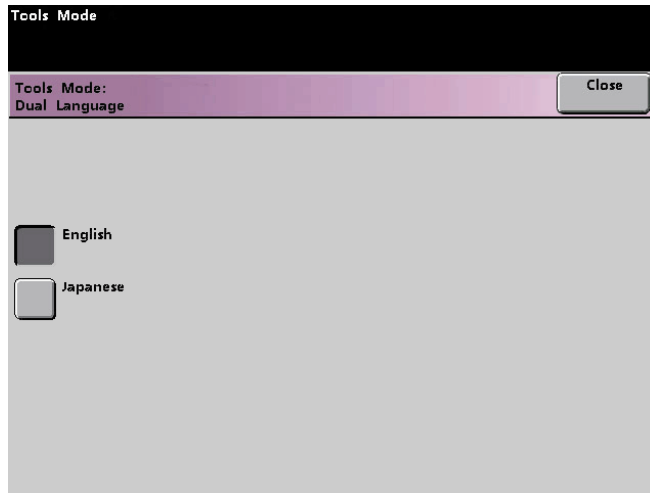 Tools Mode
Tools Mode:
Dual Language
Close
English
Japanese